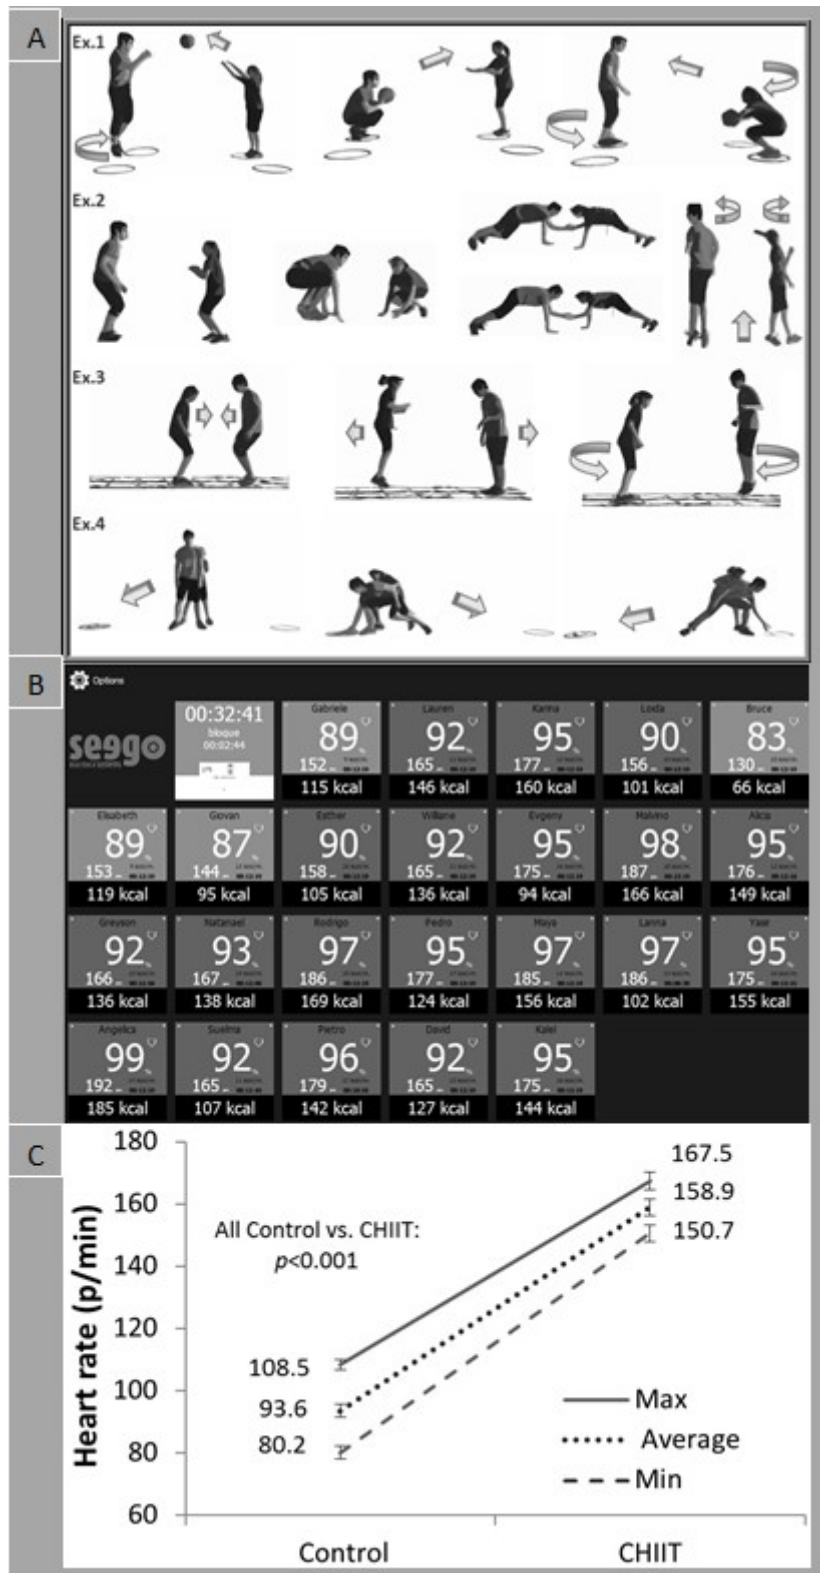 A
Ex.1
Ex.2
Ex.3
Ex.4
B
Options
seego
00:32:41
bloque
00:02:44
Gabriele Lauren Karina Loida Bruce
89 % 92 % 95 % 90 % 83 %
152 165 177 156 130
115 kcal 146 kcal 160 kcal 101 kcal 66 kcal
Elisabeth Giovan Esther Williane Evgeny Malvino Alicia
89 % 87 % 90 % 92 % 95 % 98 % 95 %
153 144 158 165 175 187 176
119 kcal 95 kcal 105 kcal 136 kcal 94 kcal 166 kcal 149 kcal
Greyson Natanael Rodrigo Pedro Maya Lanna Yasir
92 % 93 % 97 % 95 % 97 % 97 % 95 %
166 167 186 177 185 186 175
136 kcal 138 kcal 169 kcal 124 kcal 156 kcal 102 kcal 155 kcal
Angelica Suelma Pietro David Kalel
99 % 92 % 96 % 92 % 95 %
192 165 179 165 175
185 kcal 107 kcal 142 kcal 127 kcal 144 kcal
C
180
160
140
120
100
80
60
Heart rate (p/min)
All Control vs. CHIIT:
p<0.001
167.5
158.9
150.7
108.5
93.6
80.2
Max
Average
Min
Control CHIIT